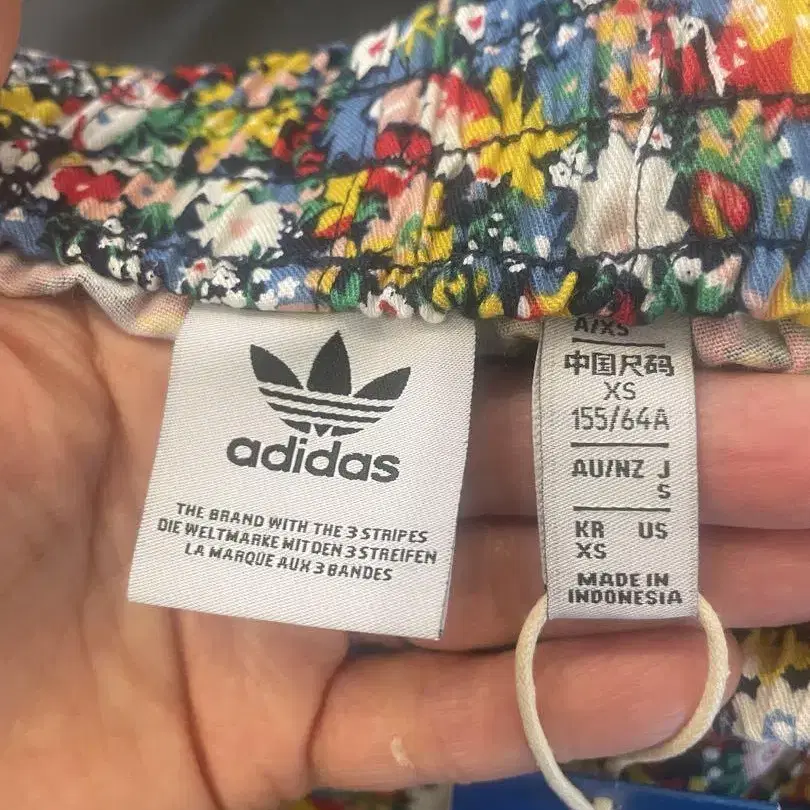 adidas
THE BRAND WITH THE 3 STRIPES
DIE WELTMARKE MIT DEN 3 STREIFEN
LA MARQUE AUX 3 BANDES
A/XS
中国尺码
XS
155/64A
AU/NZ J
S
KR US
XS
MADE IN
INDONESIA